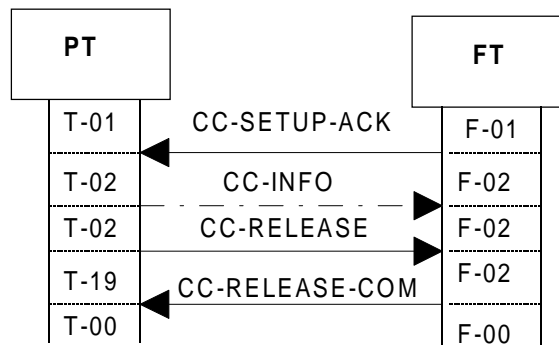 PT FT
T-01 CC-SETUP-ACK F-01
T-02 CC-INFO F-02
T-02 CC-RELEASE F-02
T-19 F-02
CC-RELEASE-COM
T-00 F-00